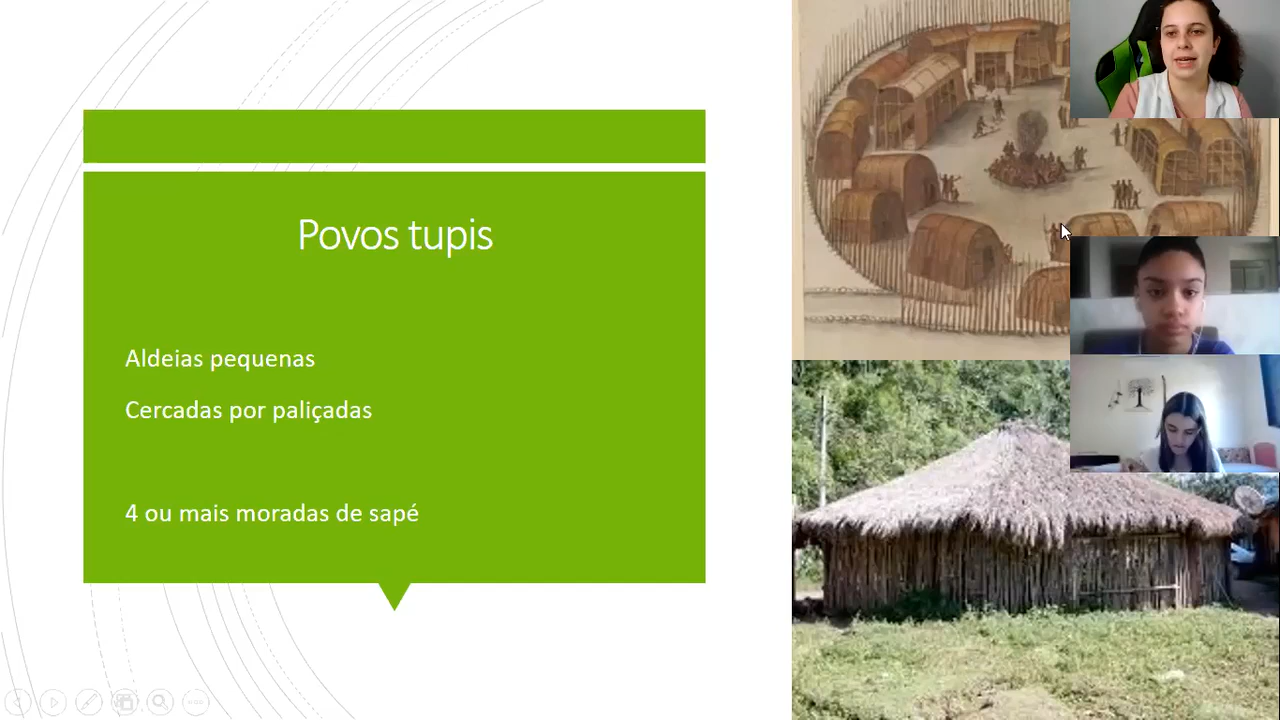 Povos tupis
Aldeias pequenas
Cercadas por paliçadas
4 ou mais moradas de sapé